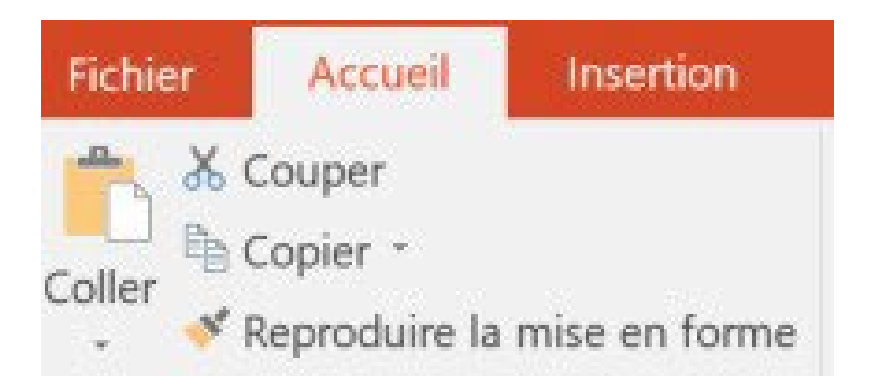 Fichier Accueil Insertion
Couper
Copier
Coller
Reproduire la mise en forme